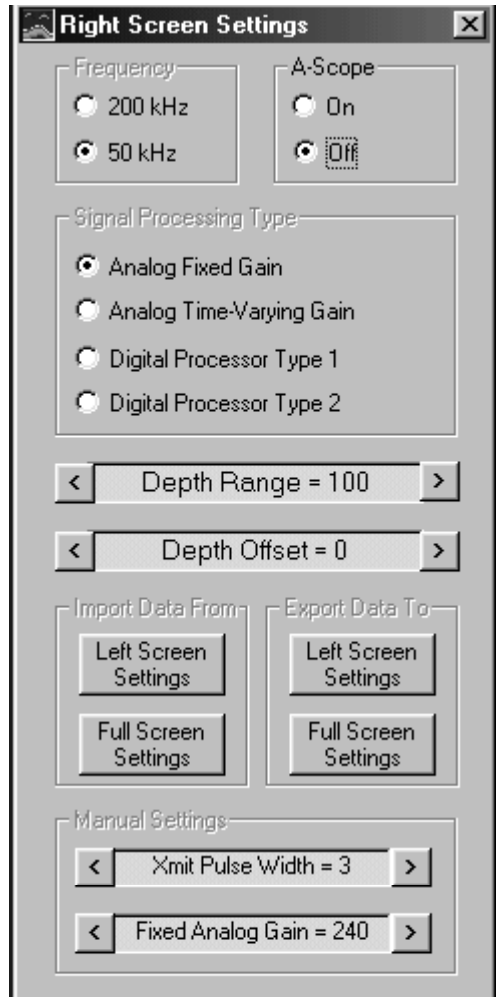 Right Screen Settings
Frequency
200 kHz
50 kHz
A-Scope
On
Off
Signal Processing Type
Analog Fixed Gain
Analog Time-Varying Gain
Digital Processor Type 1
Digital Processor Type 2
< Depth Range = 100 >
< Depth Offset = 0 >
Import Data From
Left Screen
Settings
Full Screen
Settings
Export Data To
Left Screen
Settings
Full Screen
Settings
Manual Settings
< Xmit Pulse Width = 3 >
< Fixed Analog Gain = 240 >